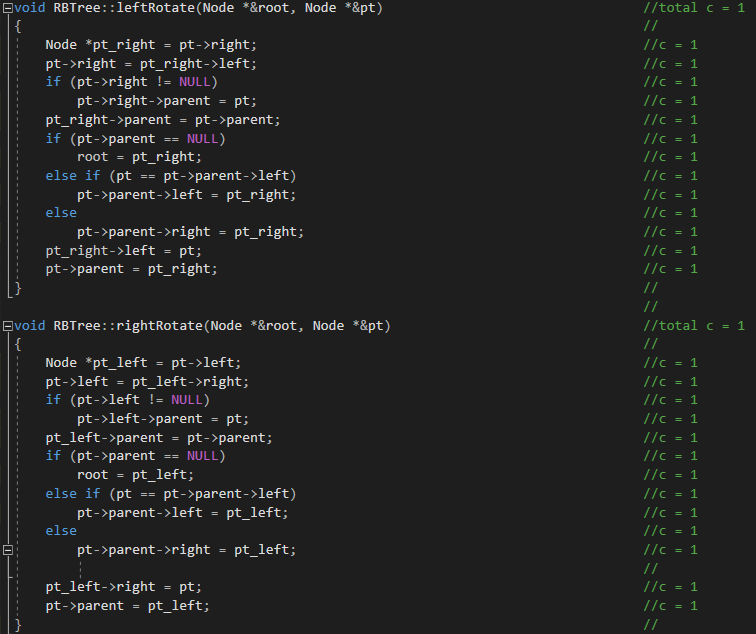 void RBTree::leftRotate(Node *&root, Node *&pt) //total c = 1
{ //
    Node *pt_right = pt->right; //c = 1
    pt->right = pt_right->left; //c = 1
    if (pt->right != NULL) //c = 1
        pt->right->parent = pt; //c = 1
    pt_right->parent = pt->parent; //c = 1
    if (pt->parent == NULL) //c = 1
        root = pt_right; //c = 1
    else if (pt == pt->parent->left) //c = 1
        pt->parent->left = pt_right; //c = 1
    else //c = 1
        pt->parent->right = pt_right; //c = 1
    pt_right->left = pt; //c = 1
    pt->parent = pt_right; //c = 1
} //
//
void RBTree::rightRotate(Node *&root, Node *&pt) //total c = 1
{ //
    Node *pt_left = pt->left; //c = 1
    pt->left = pt_left->right; //c = 1
    if (pt->left != NULL) //c = 1
        pt->left->parent = pt; //c = 1
    pt_left->parent = pt->parent; //c = 1
    if (pt->parent == NULL) //c = 1
        root = pt_left; //c = 1
    else if (pt == pt->parent->left) //c = 1
        pt->parent->left = pt_left; //c = 1
    else //c = 1
        pt->parent->right = pt_left; //c = 1
//
    pt_left->right = pt; //c = 1
    pt->parent = pt_left; //c = 1
} //